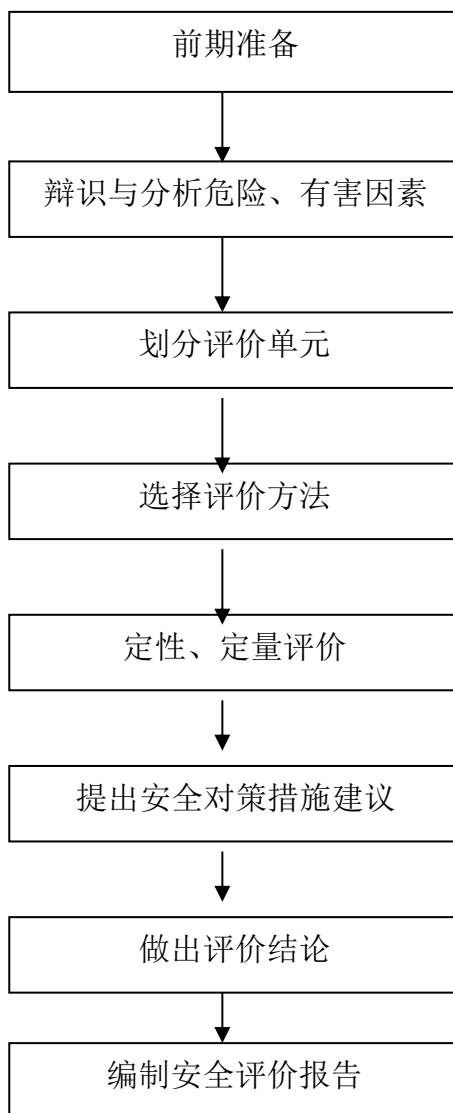 前期准备
辩识与分析危险、有害因素
划分评价单元
选择评价方法
定性、定量评价
提出安全对策措施建议
做出评价结论
编制安全评价报告